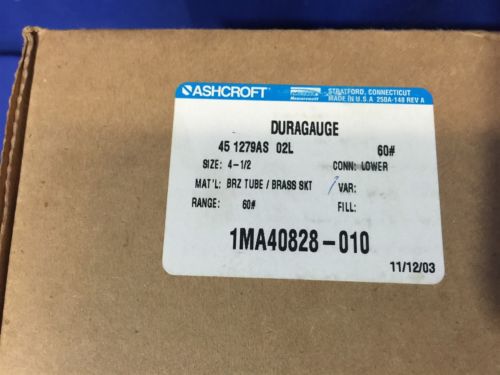 ASHCROFT
STRATFORD, CONNECTICUT
MADE IN U.S.A 250A-148 REV A
DURAGAUGE
45 1279AS 02L 60#
SIZE: 4-1/2 CONN: LOWER
MAT'L: BRZ TUBE / BRASS SKT VAR:
RANGE: 60# FILL:
1MA40828-010
11/12/03